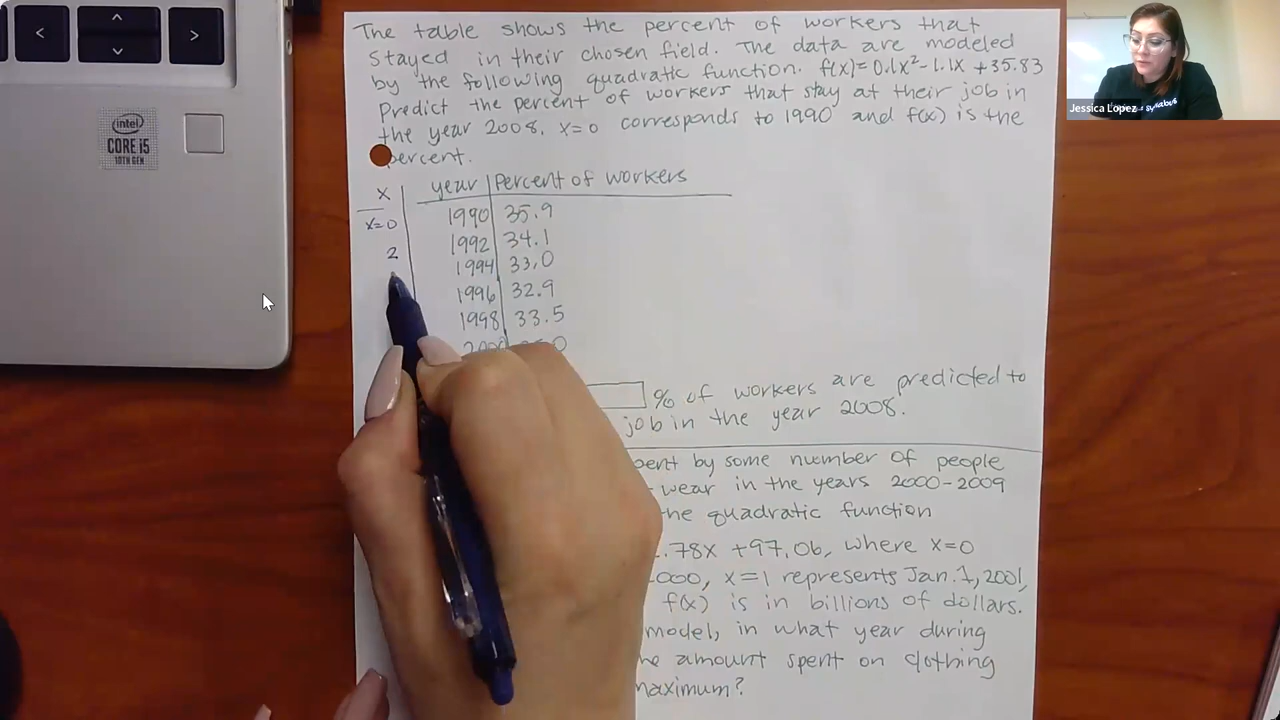 The table shows the percent of workers that
stayed in their chosen field. The data are modeled
by the following quadratic function. f(x)=0.1x²-1.1x +35.83
Predict the percent of workers that stay at their job in
the year 2008. x=0 corresponds to 1990 and f(x) is the
percent.
x year Percent of workers
x=0 1990 35.9
2 1992 34.1
1994 33.0
1996 32.9
1998 33.5
% of workers are predicted to
job in the year 2008.
by some number of people
wear in the years 2000-2009
the quadratic function
.78x +97.06, where x=0
x=1 represents Jan. 1, 2001,
f(x) is in billions of dollars.
model, in what year during
amount spent on clothing
maximum?
intel
CORE i5
10TH GEN
Jessica Lopez
syllabus